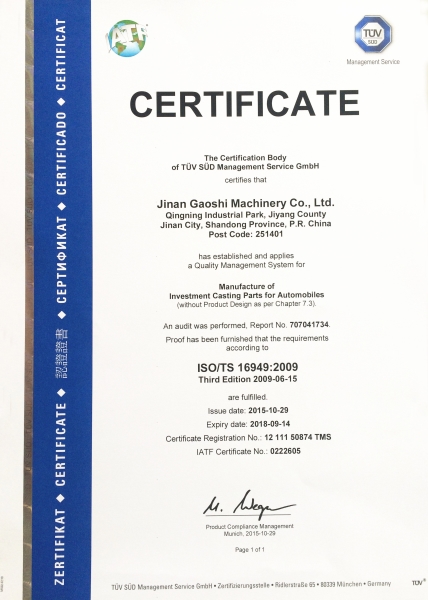 TÜV
SÜD
Management Service
CERTIFICATE
The Certification Body
of TÜV SÜD Management Service GmbH
certifies that
Jinan Gaoshi Machinery Co., Ltd.
Qingning Industrial Park, Jiyang County
Jinan City, Shandong Province, P.R. China
Post Code: 251401
has established and applies
a Quality Management System for
Manufacture of
Investment Casting Parts for Automobiles
(without Product Design as per Chapter 7.3).
An audit was performed, Report No. 707041734.
Proof has been furnished that the requirements
according to
ISO/TS 16949:2009
Third Edition 2009-06-15
are fulfilled.
Issue date: 2015-10-29
Expiry date: 2018-09-14
Certificate Registration No.: 12 111 50874 TMS
IATF Certificate No.: 0222605
Product Compliance Management
Munich, 2015-10-29
Page 1 of 1
TÜV SÜD Management Service GmbH • Zertifizierungsstelle • Ridlerstraße 65 • 80339 München • Germany
TÜV®
ZERTIFIKAT ◆ CERTIFICATE ◆ 認證證書 ◆ СЕРТИФИКАТ ◆ CERTIFICADO ◆ CERTIFICAT